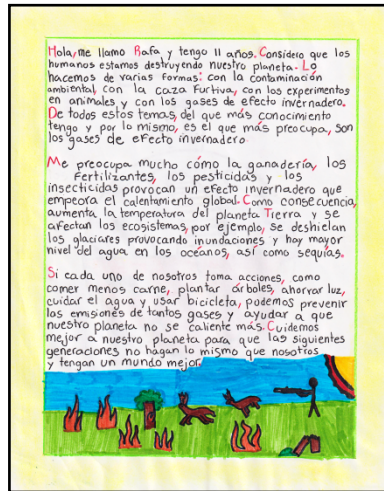 Hola, me llamo Rafa y tengo 11 años. Considero que los
humanos estamos destruyendo nuestro planeta. Lo
hacemos de varias formas: con la contaminación
ambiental, con la caza furtiva, con los experimentos
en animales y con los gases de efecto invernadero.
De todos estos temas, del que más conocimiento
tengo y por lo mismo, es el que más preocupa, son
los gases de efecto invernadero
Me preocupa mucho cómo la ganadería, los
fertilizantes, los pesticidas y los
insecticidas provocan un efecto invernadero que
empeora el calentamiento global. Como consecuencia,
aumenta la temperatura del planeta Tierra y se
afectan los ecosistemas, por ejemplo, se deshielan
los glaciares provocando inundaciones y hay mayor
nivel del agua en los océanos, así como sequías.
Si cada uno de nosotros toma acciones, como
comer menos carne, plantar árboles, ahorrar luz,
cuidar el agua y usar bicicleta, podemos prevenir
los emisiones de tantos gases y ayudar a que
nuestro planeta no se caliente más. Cuidemos
mejor a nuestro planeta para que las siguientes
generaciones no hagan lo mismo que nosotros
y tengan un mundo mejor.